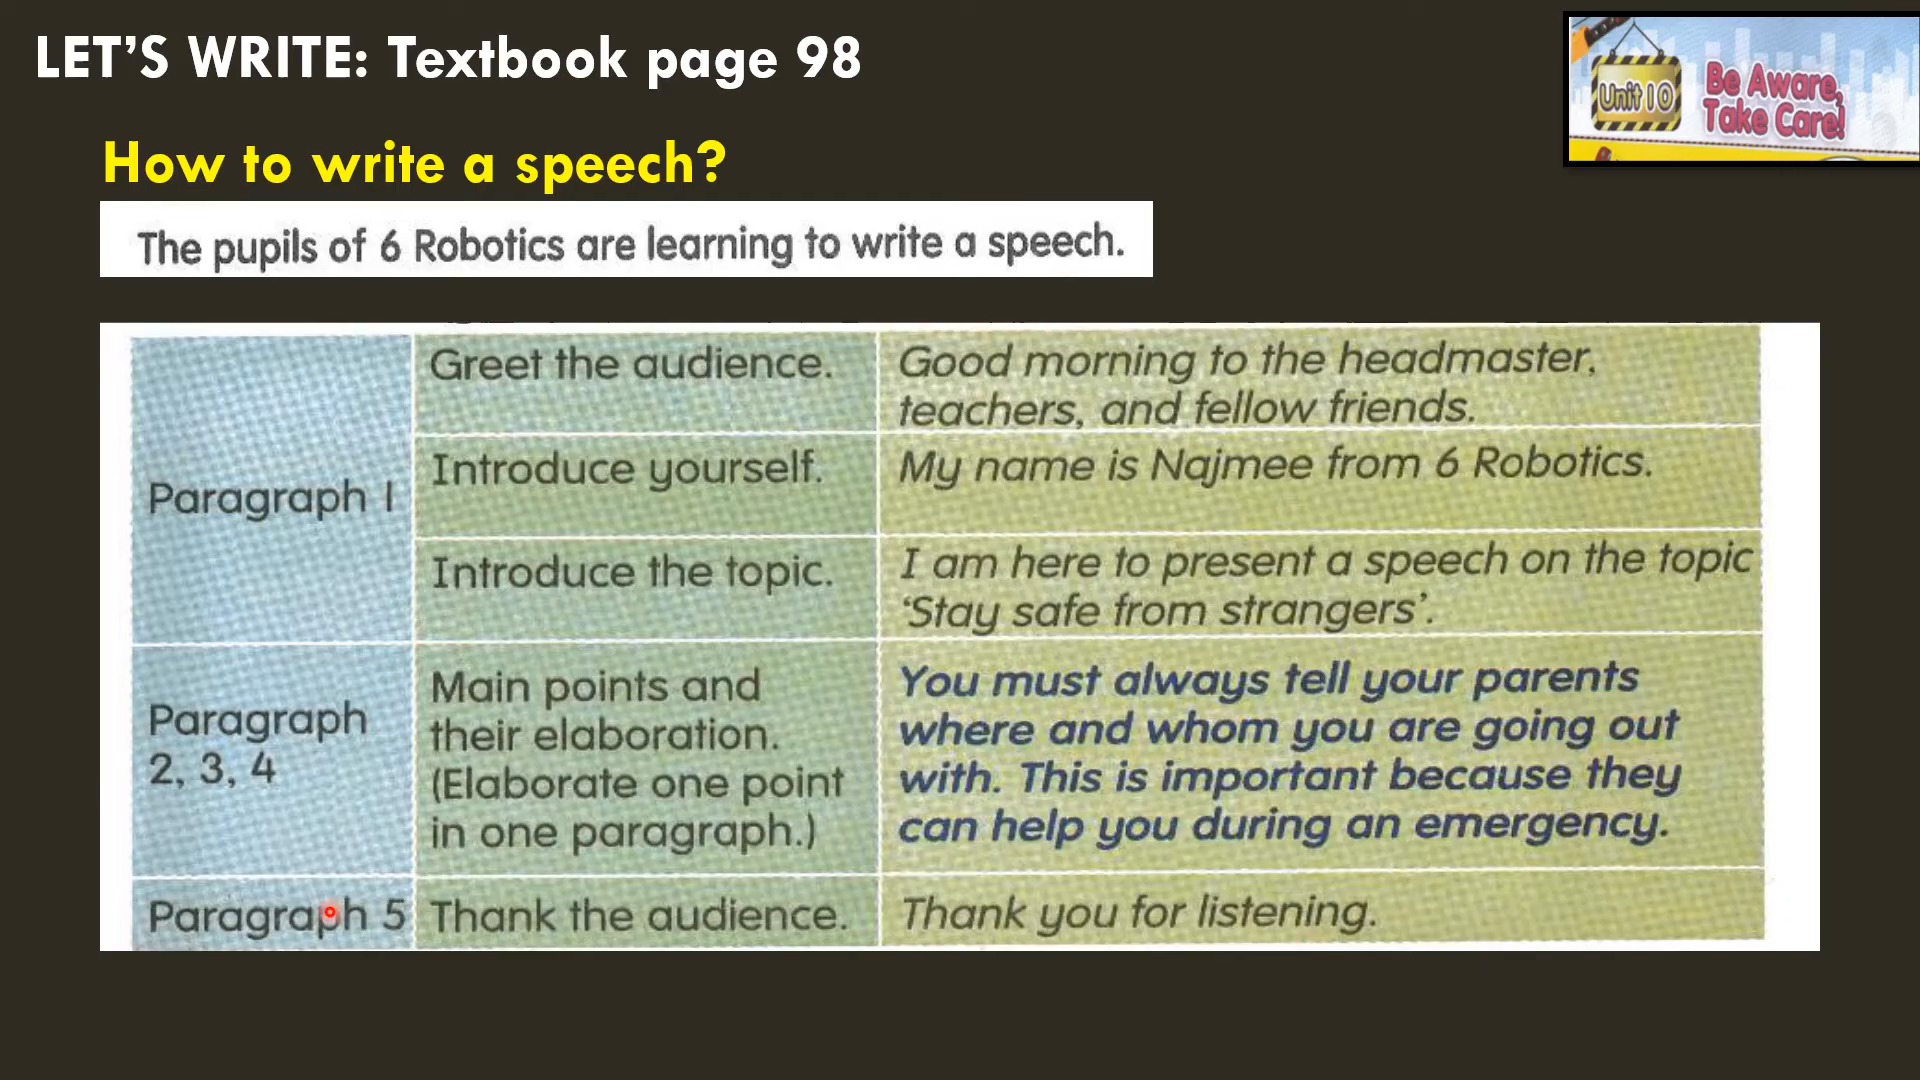 LET’S WRITE: Textbook page 98
Unit 10
Be Aware,
Take Care!
How to write a speech?
The pupils of 6 Robotics are learning to write a speech.
Paragraph 1
Greet the audience.
Good morning to the headmaster,
teachers, and fellow friends.
Introduce yourself.
My name is Najmee from 6 Robotics.
Introduce the topic.
I am here to present a speech on the topic
‘Stay safe from strangers’.
Paragraph
2, 3, 4
Main points and
their elaboration.
(Elaborate one point
in one paragraph.)
You must always tell your parents
where and whom you are going out
with. This is important because they
can help you during an emergency.
Paragraph 5
Thank the audience.
Thank you for listening.